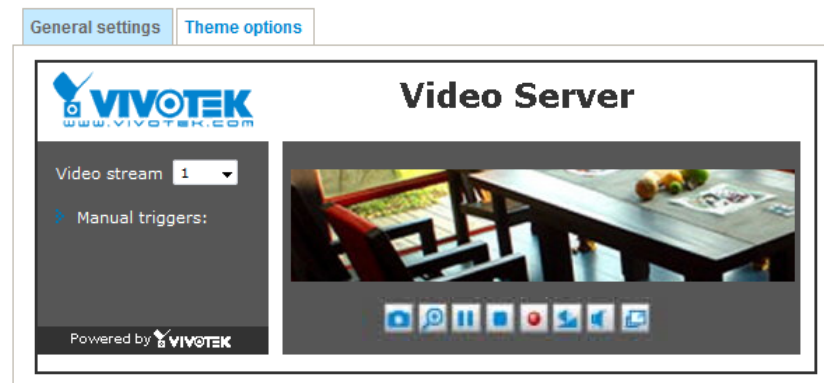 General settings Theme options
VIVOTEK
www.vivotek.com
Video Server
Video stream 1
Manual triggers:
Powered by VIVOTEK